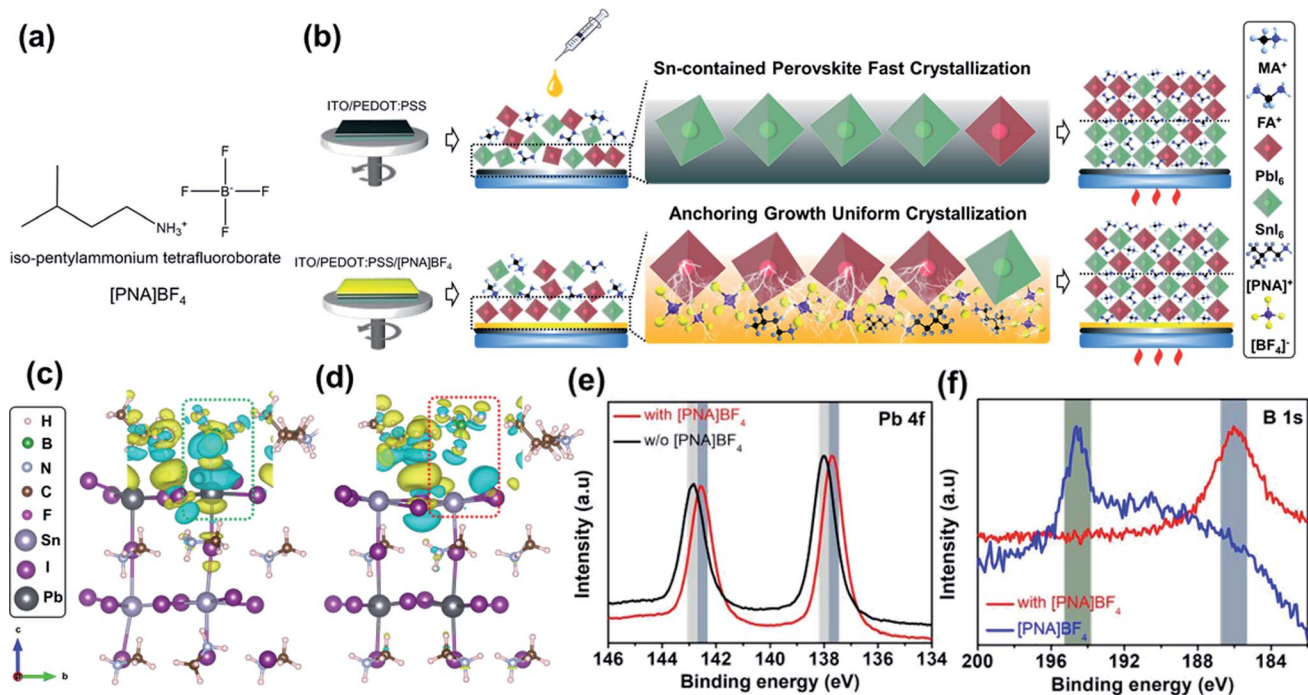 (a)
F
F
B-
F
F
NH3+
iso-pentylammonium tetrafluoroborate
[PNA]BF4
(b)
ITO/PEDOT:PSS
Sn-contained Perovskite Fast Crystallization
ITO/PEDOT:PSS/[PNA]BF4
Anchoring Growth Uniform Crystallization
MA+
FA+
PbI6
SnI6
[PNA]+
[BF4]-
(c)
H
B
N
C
F
Sn
I
Pb
c
b
(d)
(e)
with [PNA]BF4
w/o [PNA]BF4
Pb 4f
Intensity (a.u)
146 144 142 140 138 136 134
Binding energy (eV)
(f)
B 1s
Intensity (a.u)
with [PNA]BF4
[PNA]BF4
200 196 192 188 184
Binding energy (eV)